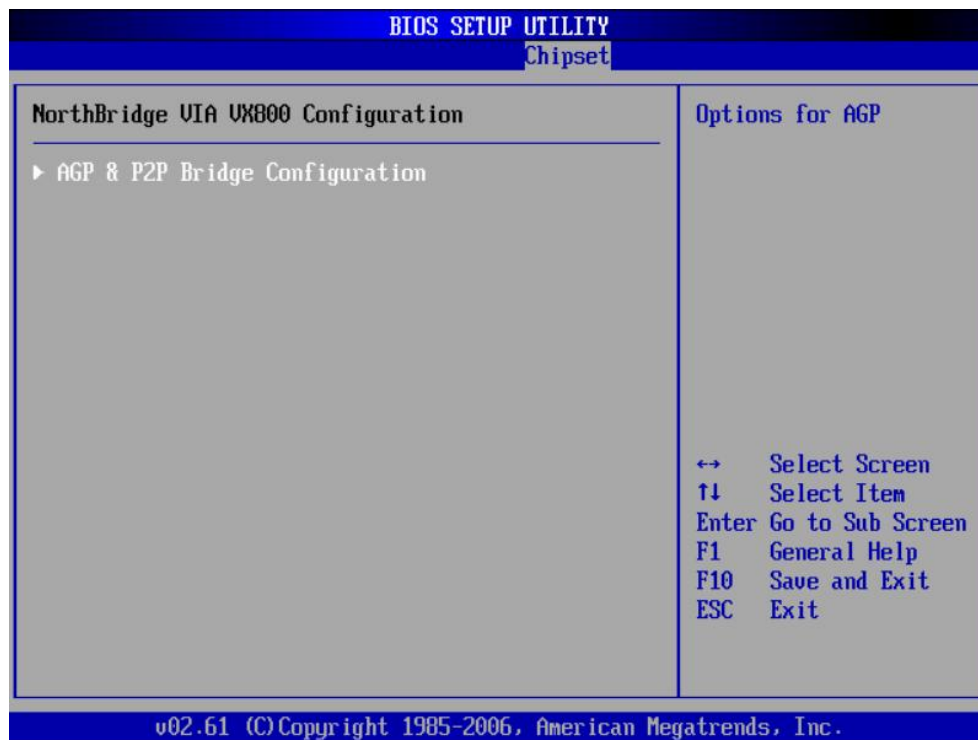 BIOS SETUP UTILITY
Chipset
NorthBridge VIA VX800 Configuration
▶ AGP & P2P Bridge Configuration
Options for AGP
↔ Select Screen
↑↓ Select Item
Enter Go to Sub Screen
F1 General Help
F10 Save and Exit
ESC Exit
v02.61 (C)Copyright 1985-2006, American Megatrends, Inc.